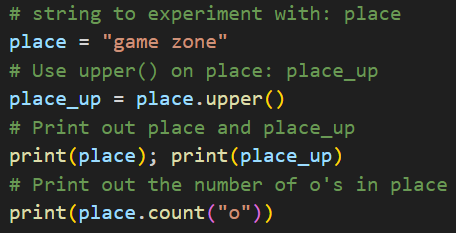 # string to experiment with: place
place = "game zone"
# Use upper() on place: place_up
place_up = place.upper()
# Print out place and place_up
print(place); print(place_up)
# Print out the number of o's in place
print(place.count("o"))